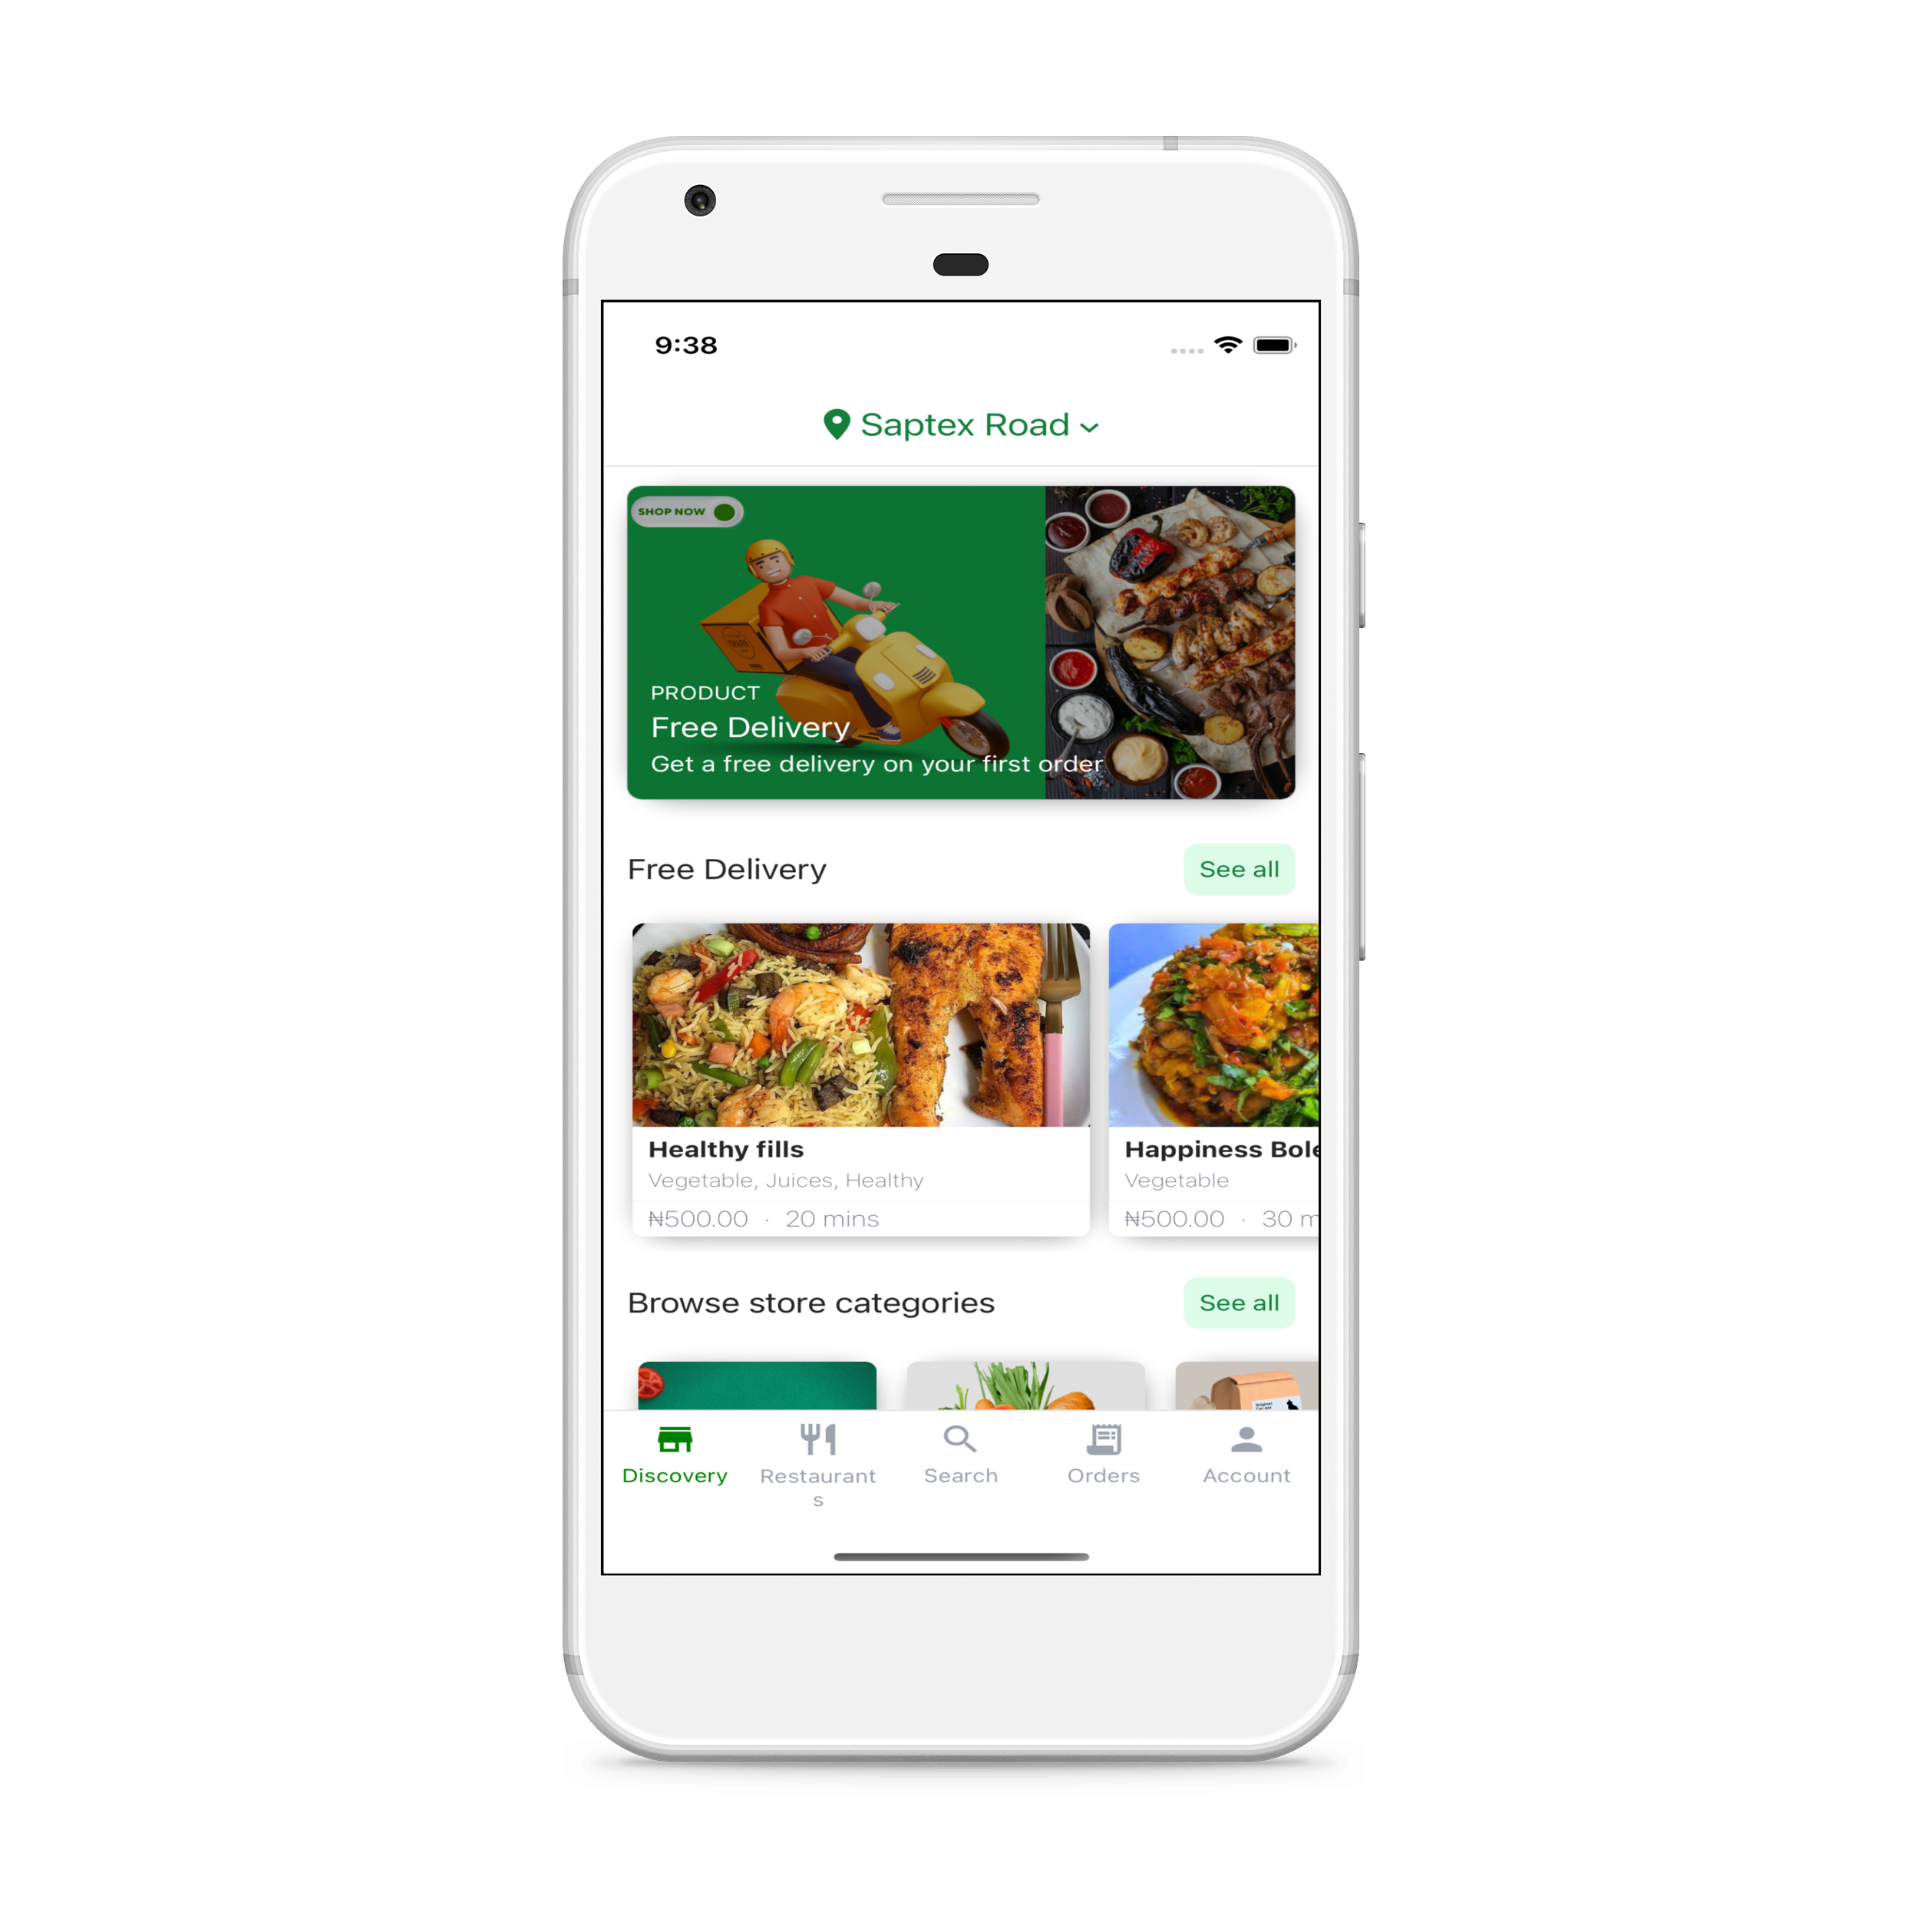 9:38
Saptex Road
SHOP NOW
PRODUCT
Free Delivery
Get a free delivery on your first order
Free Delivery
See all
Healthy fills
Vegetable, Juices, Healthy
₦500.00 · 20 mins
Happiness Bole
Vegetable
₦500.00 · 30 m
Browse store categories
See all
Discovery
Restaurant
s
Search
Orders
Account